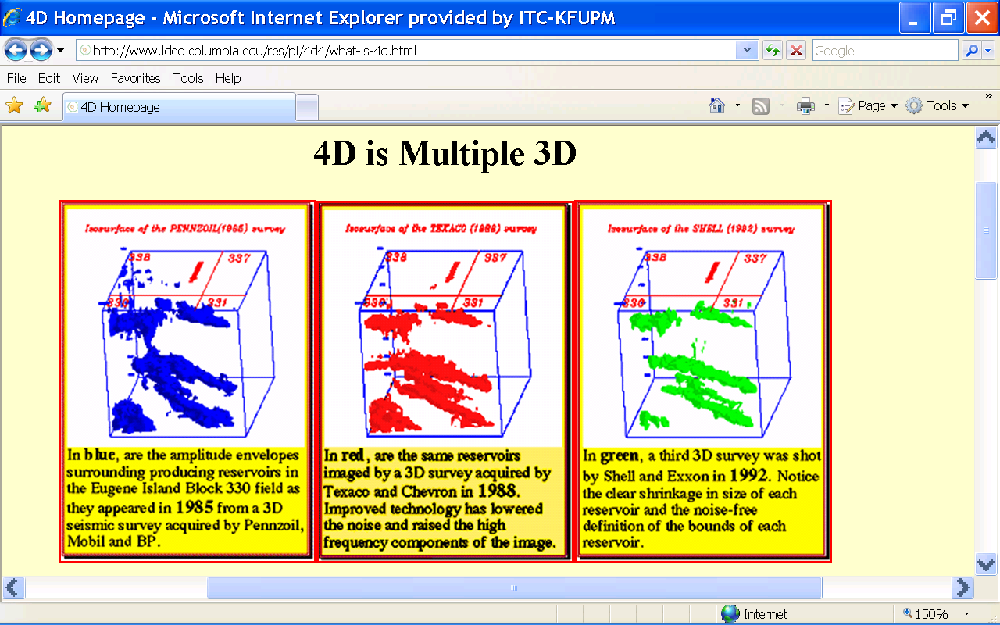 4D Homepage - Microsoft Internet Explorer provided by ITC-KFUPM
http://www.ldeo.columbia.edu/res/pi/4d4/what-is-4d.html
Google
File Edit View Favorites Tools Help
4D Homepage
Page
Tools
4D is Multiple 3D
Isosurface of the PENNZOIL(1985) survey
338
337
330
331
In blue, are the amplitude envelopes
surrounding producing reservoirs in
the Eugene Island Block 330 field as
they appeared in 1985 from a 3D
seismic survey acquired by Pennzoil,
Mobil and BP.
Isosurface of the TEXACO (1988) survey
338
337
330
331
In red, are the same reservoirs
imaged by a 3D survey acquired by
Texaco and Chevron in 1988.
Improved technology has lowered
the noise and raised the high
frequency components of the image.
Isosurface of the SHELL (1992) survey
338
337
330
331
In green, a third 3D survey was shot
by Shell and Exxon in 1992. Notice
the clear shrinkage in size of each
reservoir and the noise-free
definition of the bounds of each
reservoir.
Internet
150%